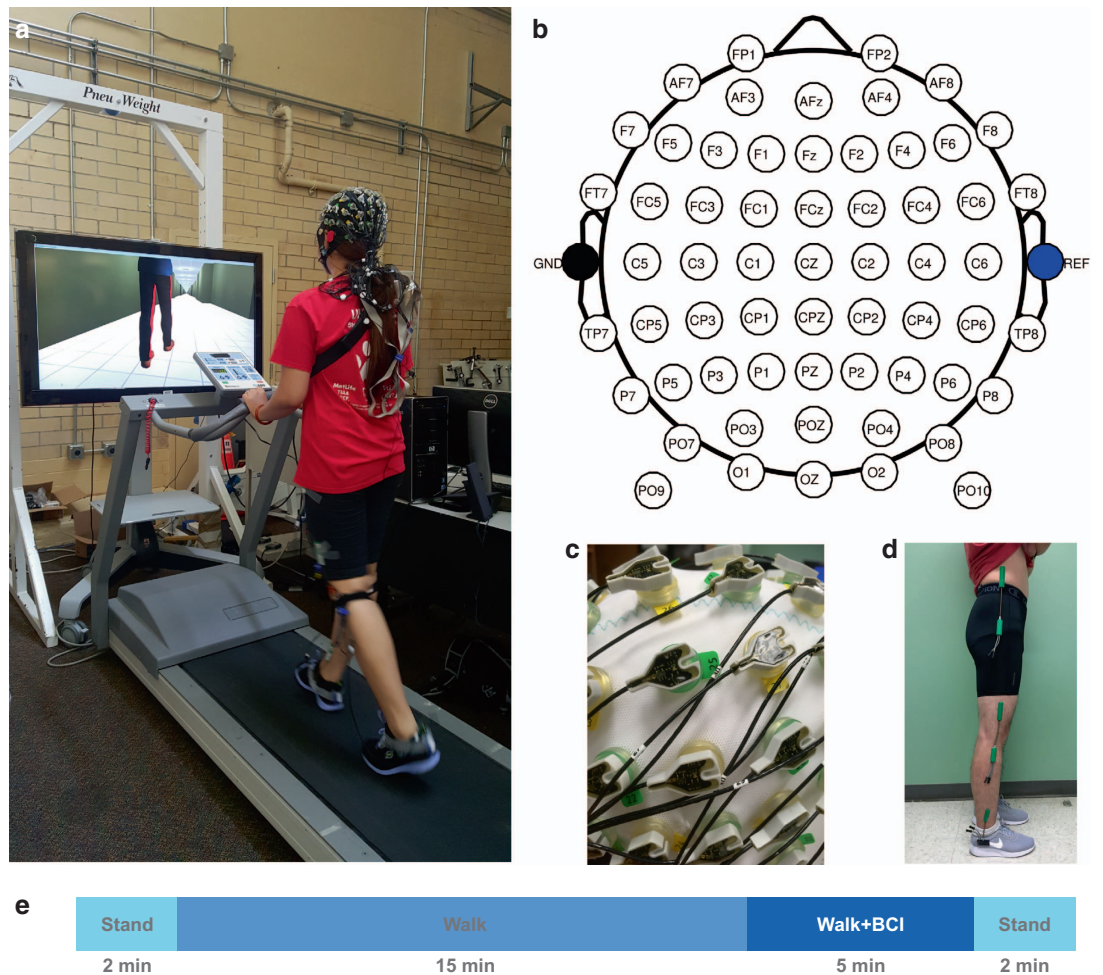 a
Pneu Weight
MetLife
DELL
b
FP1 FP2
AF7 AF3 AFz AF4 AF8
F7 F5 F3 F1 Fz F2 F4 F6 F8
FT7 FC5 FC3 FC1 FCz FC2 FC4 FC6 FT8
GND C5 C3 C1 CZ C2 C4 C6 REF
TP7 CP5 CP3 CP1 CPZ CP2 CP4 CP6 TP8
P7 P5 P3 P1 PZ P2 P4 P6 P8
PO7 PO3 POZ PO4 PO8
O1 OZ O2
PO9 PO10
c
25
22
d
e
Stand Walk Walk+BCI Stand
2 min 15 min 5 min 2 min